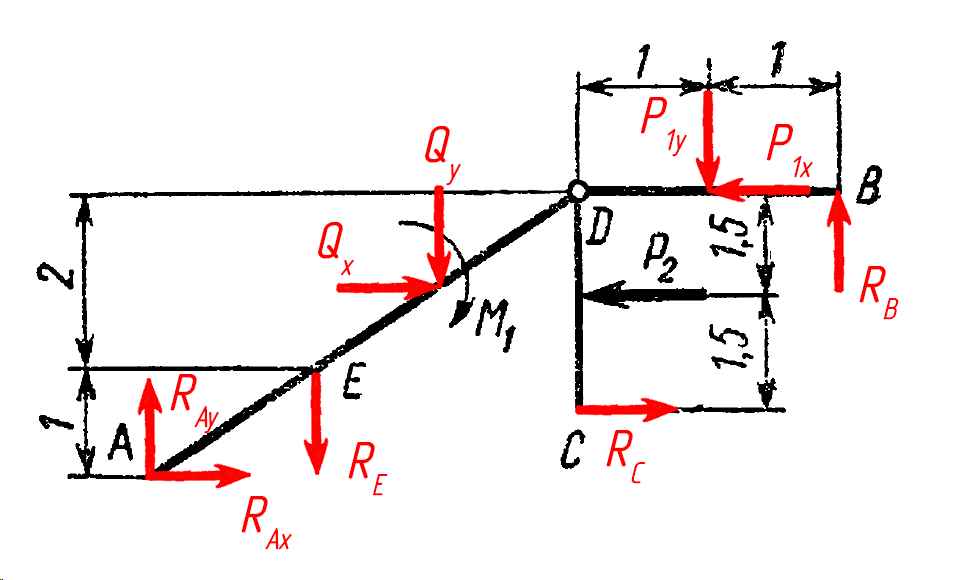 1 1
P1y
P1x
Qy
B
D
Qx
P2
1,5
2
RB
M1
1,5
E
RAy
1
A
RE
C
RC
RAx